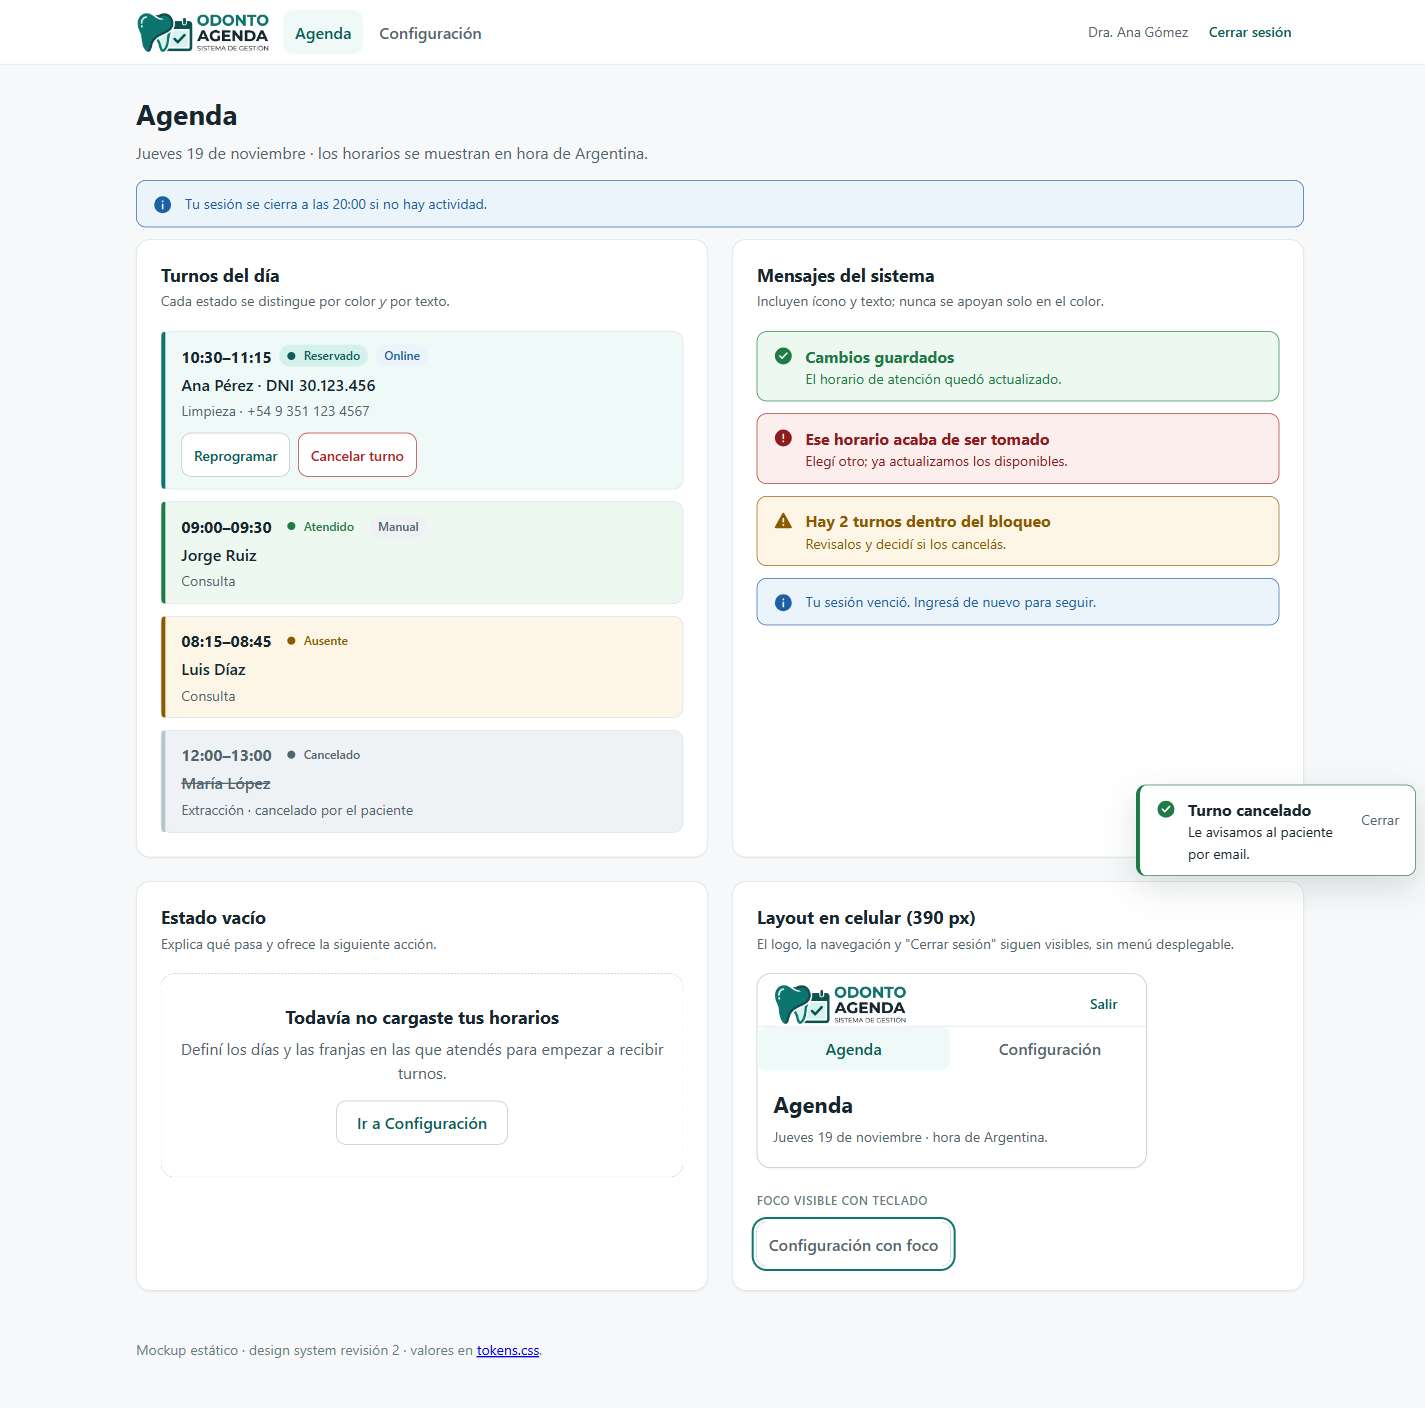 ODONTO
AGENDA
SISTEMA DE GESTIÓN
Agenda
Configuración
Dra. Ana Gómez
Cerrar sesión
Agenda
Jueves 19 de noviembre · los horarios se muestran en hora de Argentina.
Tu sesión se cierra a las 20:00 si no hay actividad.
Turnos del día
Cada estado se distingue por color y por texto.
10:30–11:15 Reservado Online
Ana Pérez · DNI 30.123.456
Limpieza · +54 9 351 123 4567
Reprogramar
Cancelar turno
09:00–09:30 Atendido Manual
Jorge Ruiz
Consulta
08:15–08:45 Ausente
Luis Díaz
Consulta
12:00–13:00 Cancelado
María López
Extracción · cancelado por el paciente
Mensajes del sistema
Incluyen ícono y texto; nunca se apoyan solo en el color.
Cambios guardados
El horario de atención quedó actualizado.
Ese horario acaba de ser tomado
Elegí otro; ya actualizamos los disponibles.
Hay 2 turnos dentro del bloqueo
Revisalos y decidí si los cancelás.
Tu sesión venció. Ingresá de nuevo para seguir.
Turno cancelado
Le avisamos al paciente
por email.
Cerrar
Estado vacío
Explica qué pasa y ofrece la siguiente acción.
Todavía no cargaste tus horarios
Definí los días y las franjas en las que atendés para empezar a recibir
turnos.
Ir a Configuración
Layout en celular (390 px)
El logo, la navegación y "Cerrar sesión" siguen visibles, sin menú desplegable.
ODONTO
AGENDA
SISTEMA DE GESTIÓN
Salir
Agenda
Configuración
Agenda
Jueves 19 de noviembre · hora de Argentina.
FOCO VISIBLE CON TECLADO
Configuración con foco
Mockup estático · design system revisión 2 · valores en tokens.css.